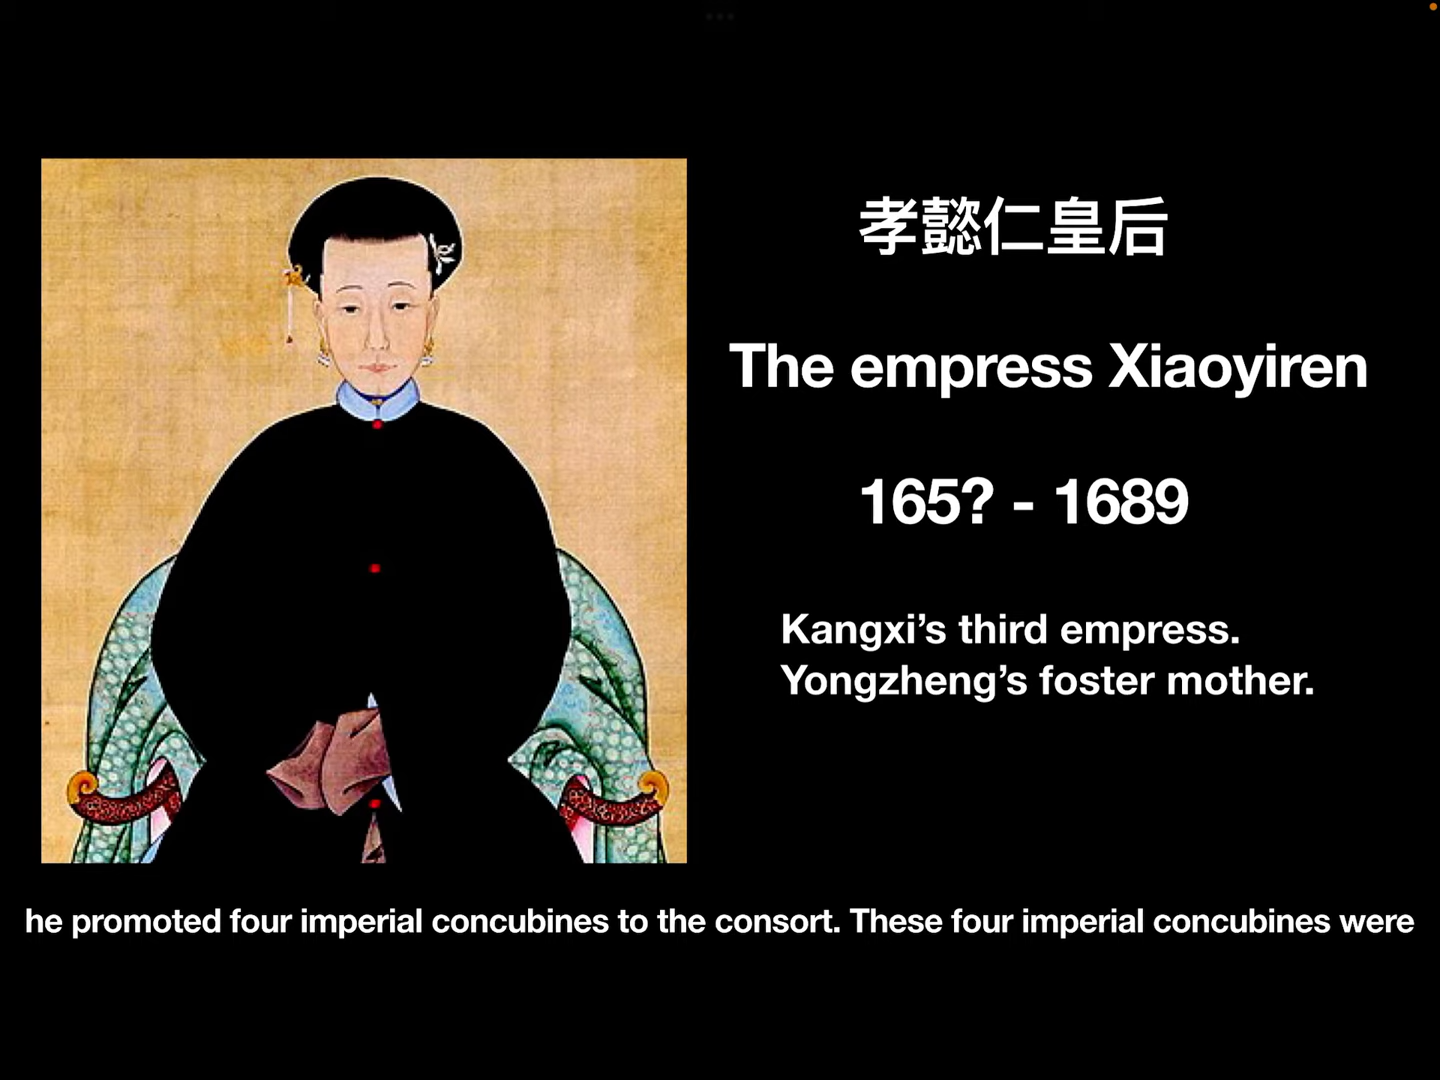 孝懿仁皇后
The empress Xiaoyiren
165? - 1689
Kangxi’s third empress.
Yongzheng’s foster mother.
he promoted four imperial concubines to the consort. These four imperial concubines were